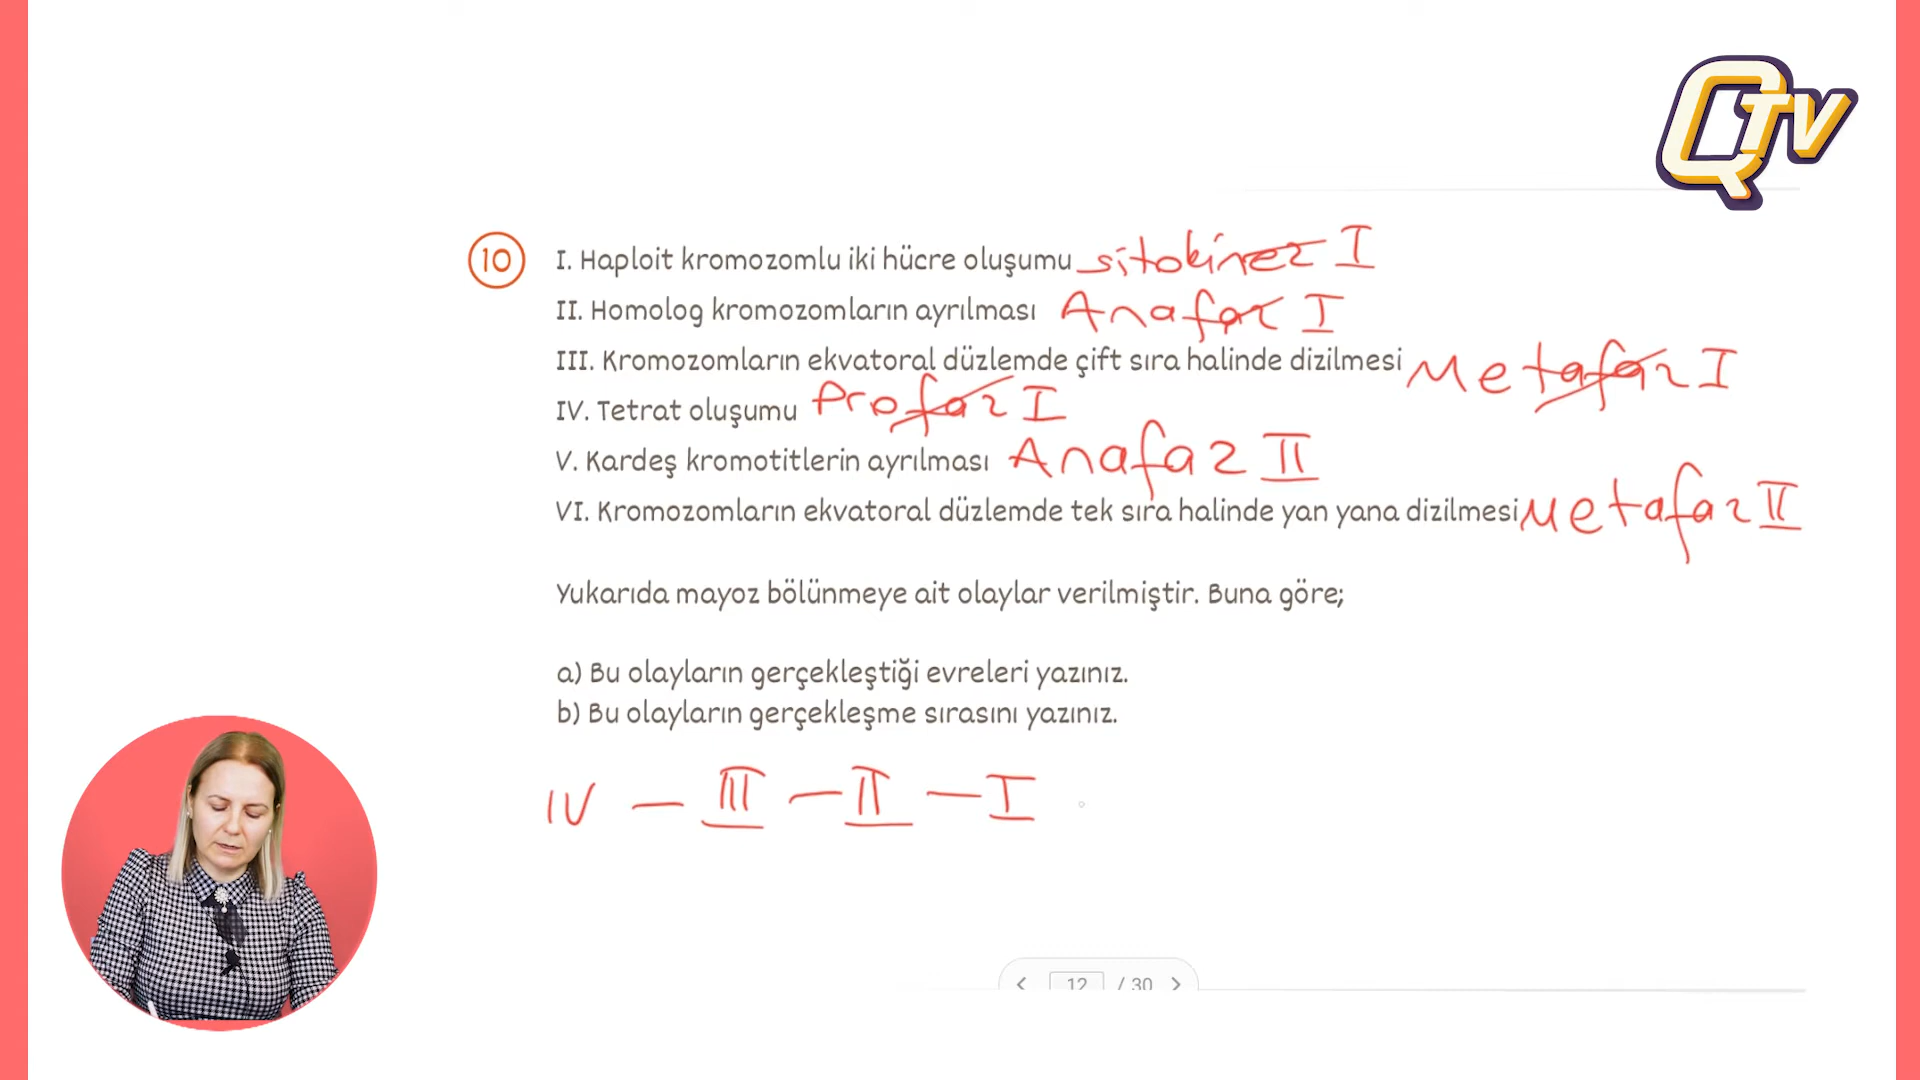 QTV
10 I. Haploit kromozomlu iki hücre oluşumu sitokinez I
II. Homolog kromozomların ayrılması Anafaz I
III. Kromozomların ekvatoral düzlemde çift sıra halinde dizilmesi Metafaz I
IV. Tetrat oluşumu Profaz I
V. Kardeş kromotitlerin ayrılması Anafaz II
VI. Kromozomların ekvatoral düzlemde tek sıra halinde yan yana dizilmesi Metafaz II
Yukarıda mayoz bölünmeye ait olaylar verilmiştir. Buna göre;
a) Bu olayların gerçekleştiği evreleri yazınız.
b) Bu olayların gerçekleşme sırasını yazınız.
IV - III - II - I
< 12 / 30 >